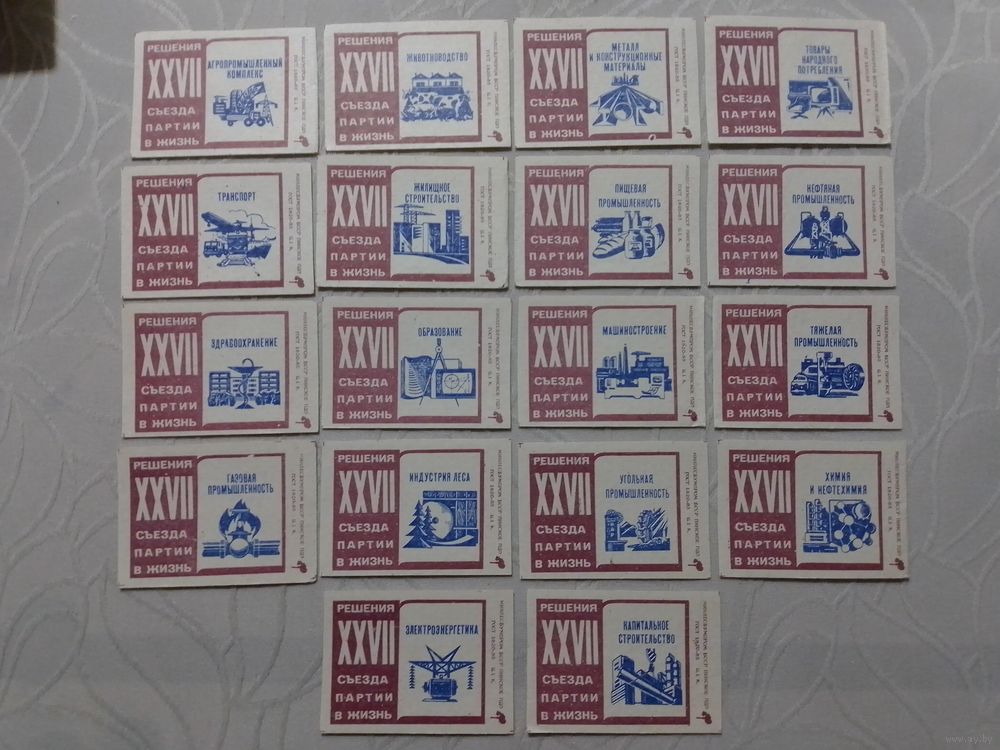 РЕШЕНИЯ
XXVII
СЪЕЗДА
ПАРТИИ
В ЖИЗНЬ
АГРОПРОМЫШЛЕННЫЙ
КОМПЛЕКС
РЕШЕНИЯ
XXVII
СЪЕЗДА
ПАРТИИ
В ЖИЗНЬ
ЖИВОТНОВОДСТВО
РЕШЕНИЯ
XXVII
СЪЕЗДА
ПАРТИИ
В ЖИЗНЬ
МЕТАЛЛ
И КОНСТРУКЦИОННЫЕ
МАТЕРИАЛЫ
РЕШЕНИЯ
XXVII
СЪЕЗДА
ПАРТИИ
В ЖИЗНЬ
ТОВАРЫ
НАРОДНОГО
ПОТРЕБЛЕНИЯ
РЕШЕНИЯ
XXVII
СЪЕЗДА
ПАРТИИ
В ЖИЗНЬ
ТРАНСПОРТ
РЕШЕНИЯ
XXVII
СЪЕЗДА
ПАРТИИ
В ЖИЗНЬ
ЖИЛИЩНОЕ
СТРОИТЕЛЬСТВО
РЕШЕНИЯ
XXVII
СЪЕЗДА
ПАРТИИ
В ЖИЗНЬ
ПИЩЕВАЯ
ПРОМЫШЛЕННОСТЬ
РЕШЕНИЯ
XXVII
СЪЕЗДА
ПАРТИИ
В ЖИЗНЬ
НЕФТЯНАЯ
ПРОМЫШЛЕННОСТЬ
РЕШЕНИЯ
XXVII
СЪЕЗДА
ПАРТИИ
В ЖИЗНЬ
ЗДРАВООХРАНЕНИЕ
РЕШЕНИЯ
XXVII
СЪЕЗДА
ПАРТИИ
В ЖИЗНЬ
ОБРАЗОВАНИЕ
РЕШЕНИЯ
XXVII
СЪЕЗДА
ПАРТИИ
В ЖИЗНЬ
МАШИНОСТРОЕНИЕ
РЕШЕНИЯ
XXVII
СЪЕЗДА
ПАРТИИ
В ЖИЗНЬ
ТЯЖЕЛАЯ
ПРОМЫШЛЕННОСТЬ
РЕШЕНИЯ
XXVII
СЪЕЗДА
ПАРТИИ
В ЖИЗНЬ
ГАЗОВАЯ
ПРОМЫШЛЕННОСТЬ
РЕШЕНИЯ
XXVII
СЪЕЗДА
ПАРТИИ
В ЖИЗНЬ
ИНДУСТРИЯ ЛЕСА
РЕШЕНИЯ
XXVII
СЪЕЗДА
ПАРТИИ
В ЖИЗНЬ
УГОЛЬНАЯ
ПРОМЫШЛЕННОСТЬ
РЕШЕНИЯ
XXVII
СЪЕЗДА
ПАРТИИ
В ЖИЗНЬ
ХИМИЯ
И НЕФТЕХИМИЯ
РЕШЕНИЯ
XXVII
СЪЕЗДА
ПАРТИИ
В ЖИЗНЬ
ЭЛЕКТРОЭНЕРГЕТИКА
РЕШЕНИЯ
XXVII
СЪЕЗДА
ПАРТИИ
В ЖИЗНЬ
КАПИТАЛЬНОЕ
СТРОИТЕЛЬСТВО
www.ay.by